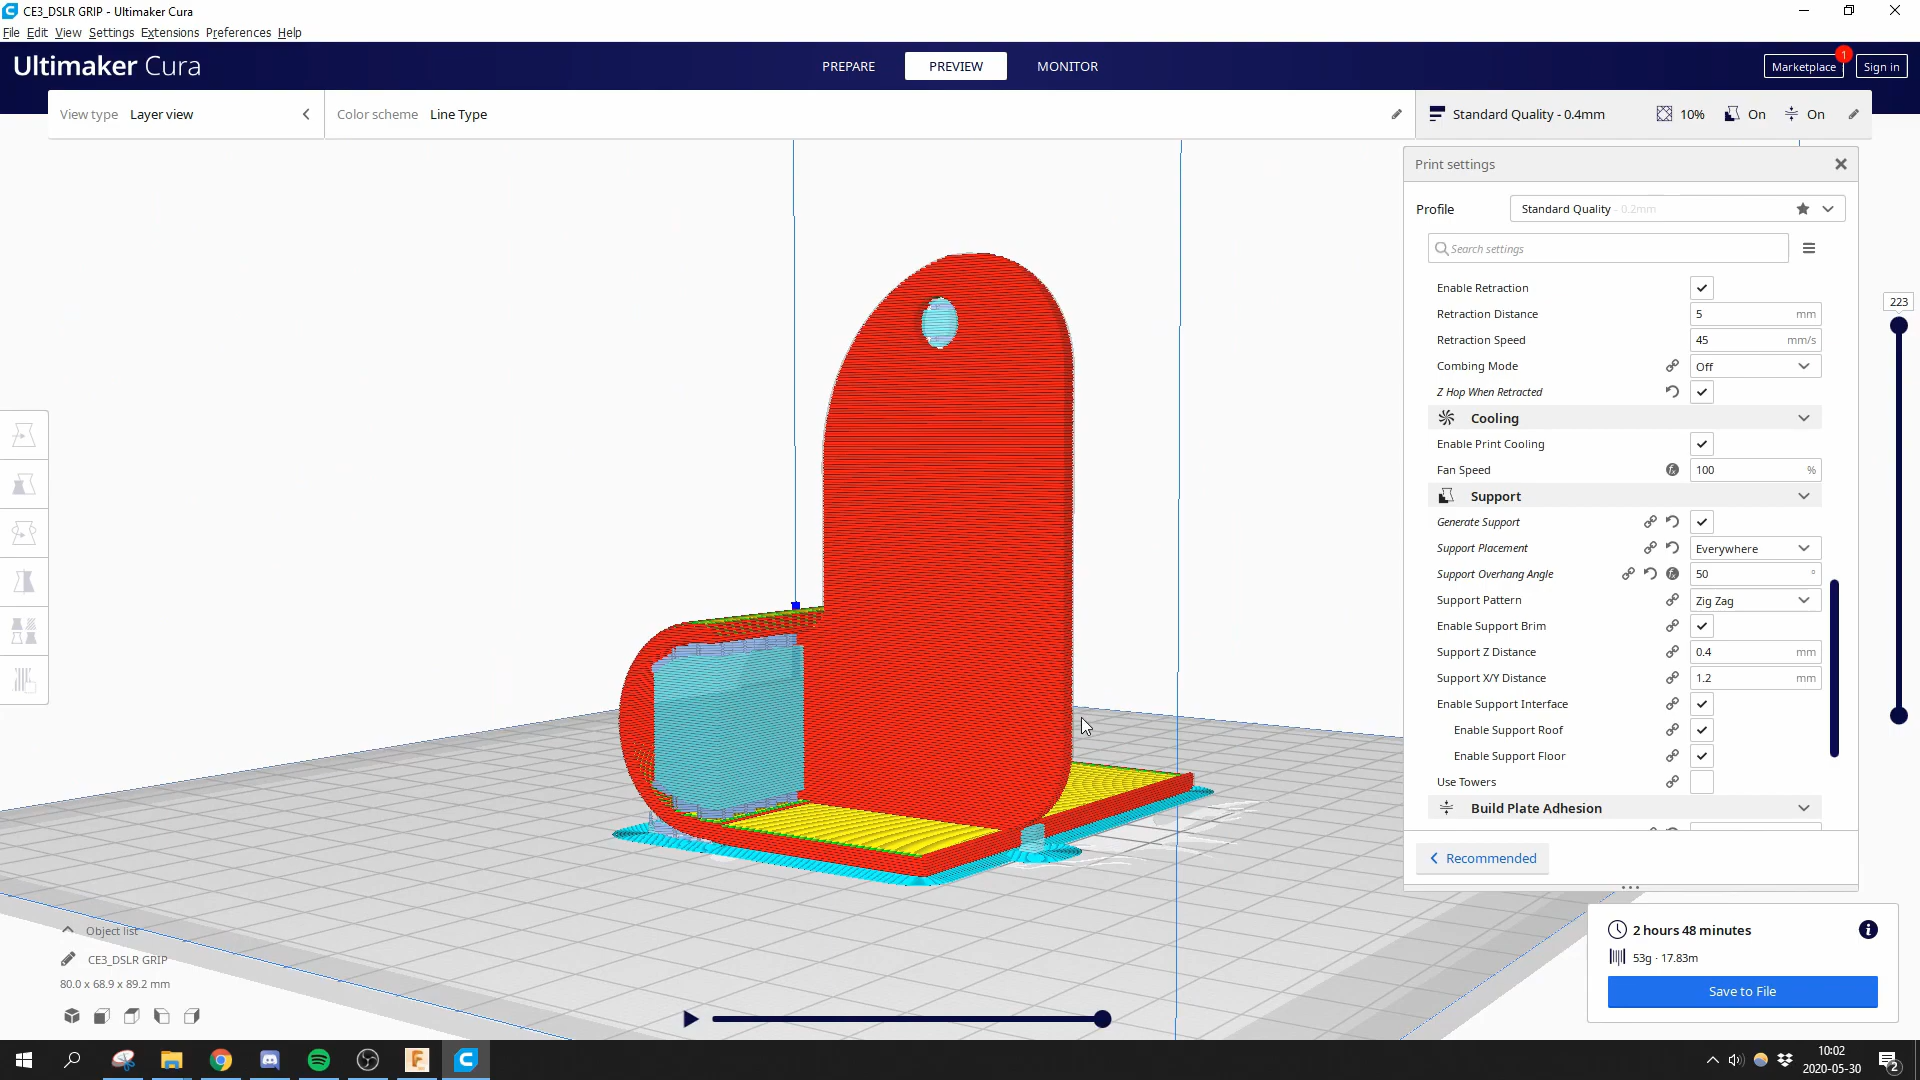 CE3_DSLR GRIP - Ultimaker Cura
File Edit View Settings Extensions Preferences Help
Ultimaker Cura
PREPARE
PREVIEW
MONITOR
Marketplace
1
Sign in
View type Layer view
Color scheme Line Type
Standard Quality - 0.4mm
10%
On
On
Print settings
Profile
Standard Quality - 0.2mm
Search settings
Enable Retraction
Retraction Distance 5 mm
Retraction Speed 45 mm/s
Combing Mode Off
Z Hop When Retracted
Cooling
Enable Print Cooling
Fan Speed 100 %
Support
Generate Support
Support Placement Everywhere
Support Overhang Angle 50 °
Support Pattern Zig Zag
Enable Support Brim
Support Z Distance 0.4 mm
Support X/Y Distance 1.2 mm
Enable Support Interface
Enable Support Roof
Enable Support Floor
Use Towers
Build Plate Adhesion
Recommended
223
Object list
CE3_DSLR GRIP
80.0 x 68.9 x 89.2 mm
2 hours 48 minutes
53g · 17.83m
Save to File
10:02
2020-05-30
2